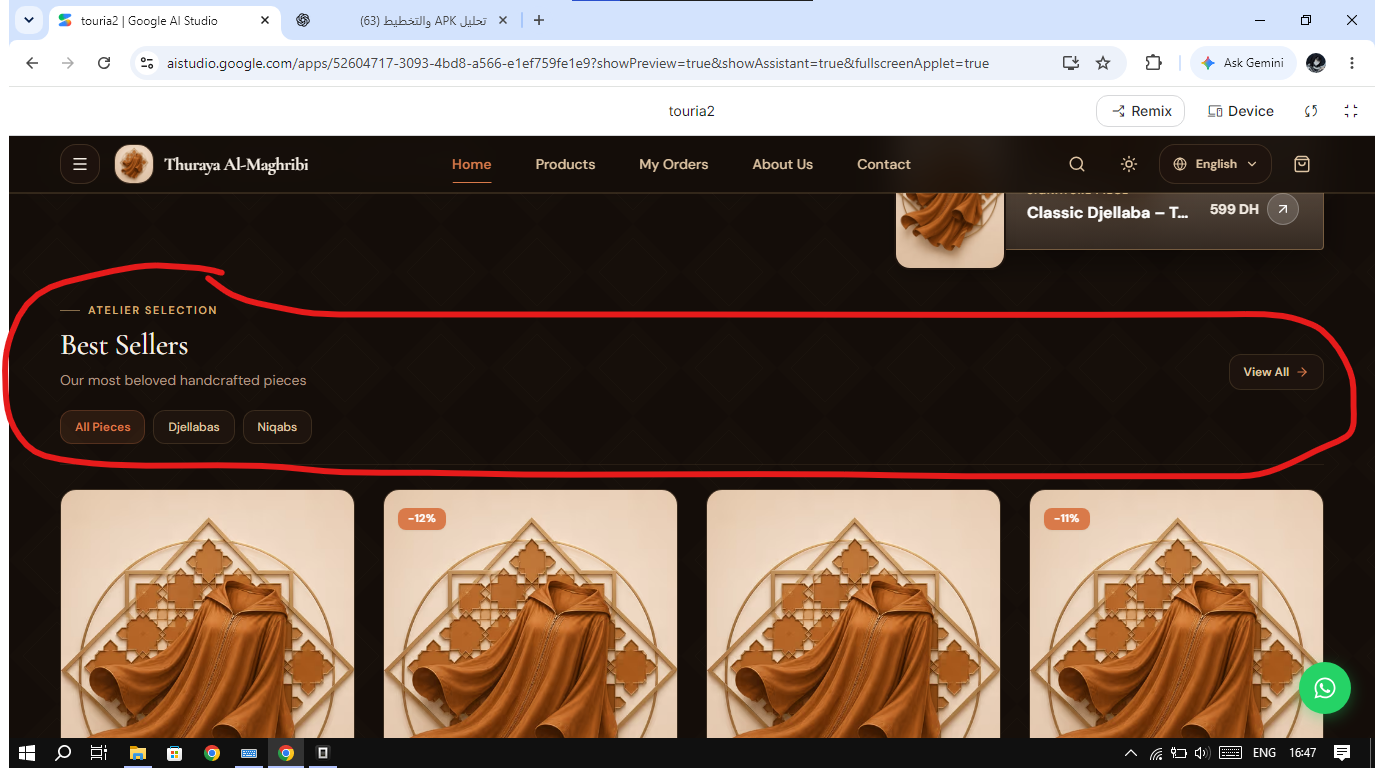 touria2 | Google AI Studio
(63) تحليل APK والتخطيط
aistudio.google.com/apps/52604717-3093-4bd8-a566-e1ef759fe1e9?showPreview=true&showAssistant=true&fullscreenApplet=true
Ask Gemini
touria2
Remix
Device
Thuraya Al-Maghribi
Home
Products
My Orders
About Us
Contact
English
Classic Djellaba – T...
599 DH
ATELIER SELECTION
Best Sellers
Our most beloved handcrafted pieces
View All
All Pieces
Djellabas
Niqabs
-12%
-11%
ENG
16:47